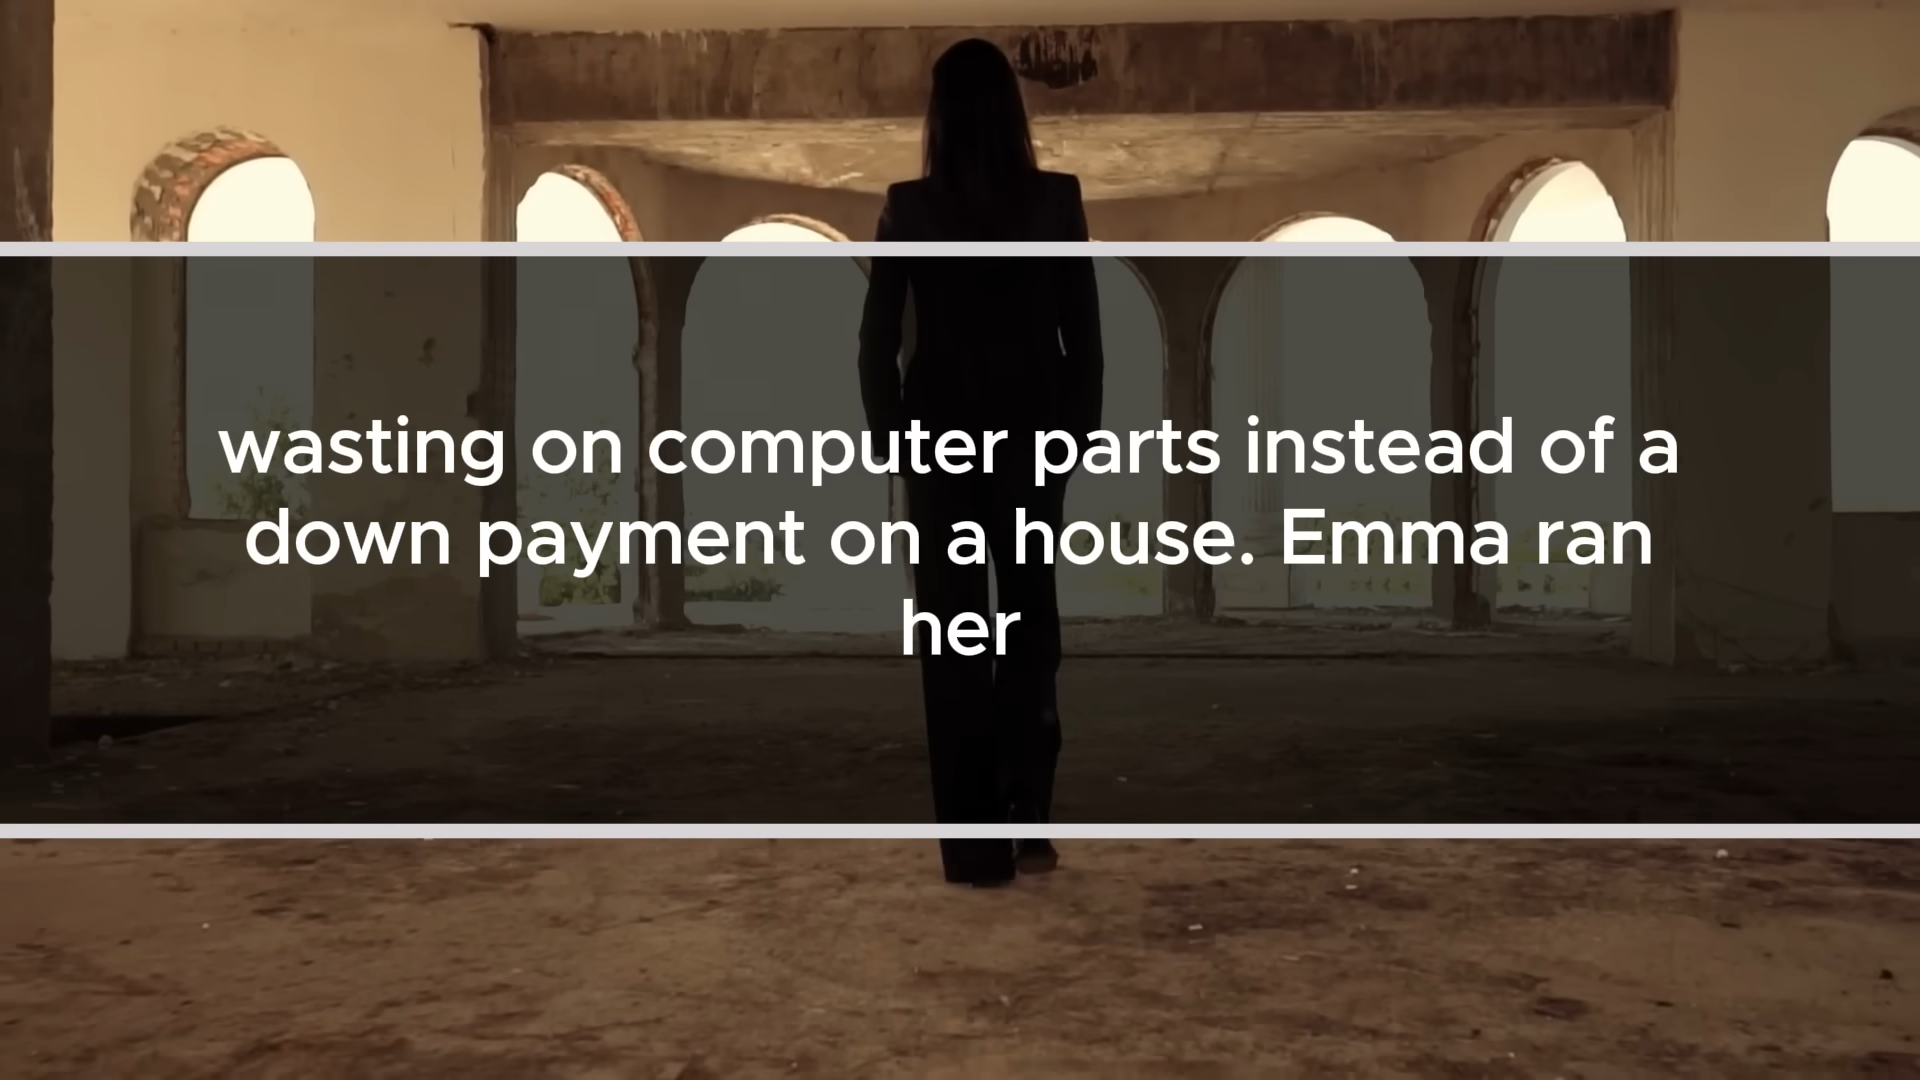 wasting on computer parts instead of a
down payment on a house. Emma ran
her